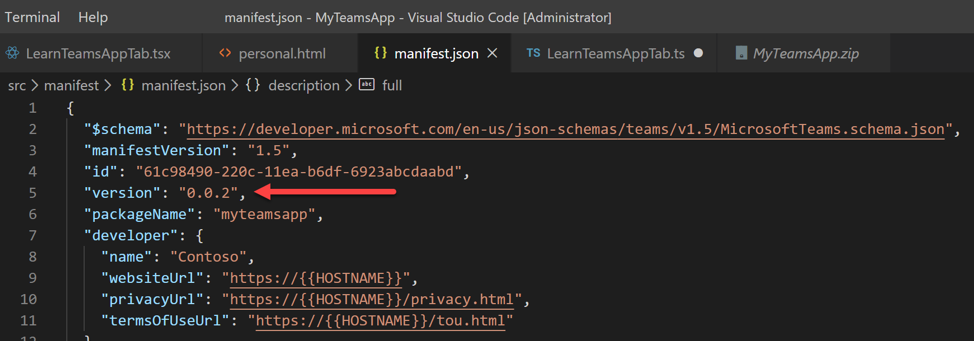 Terminal Help manifest.json - MyTeamsApp - Visual Studio Code [Administrator]
LearnTeamsAppTab.tsx <> personal.html {} manifest.json × TS LearnTeamsAppTab.ts ● MyTeamsApp.zip
src > manifest > {} manifest.json > {} description > abc full
1 {
2 "$schema": "https://developer.microsoft.com/en-us/json-schemas/teams/v1.5/MicrosoftTeams.schema.json",
3 "manifestVersion": "1.5",
4 "id": "61c98490-220c-11ea-b6df-6923abcdaabd",
5 "version": "0.0.2",
6 "packageName": "myteamsapp",
7 "developer": {
8 "name": "Contoso",
9 "websiteUrl": "https://{{HOSTNAME}}",
10 "privacyUrl": "https://{{HOSTNAME}}/privacy.html",
11 "termsOfUseUrl": "https://{{HOSTNAME}}/tou.html"